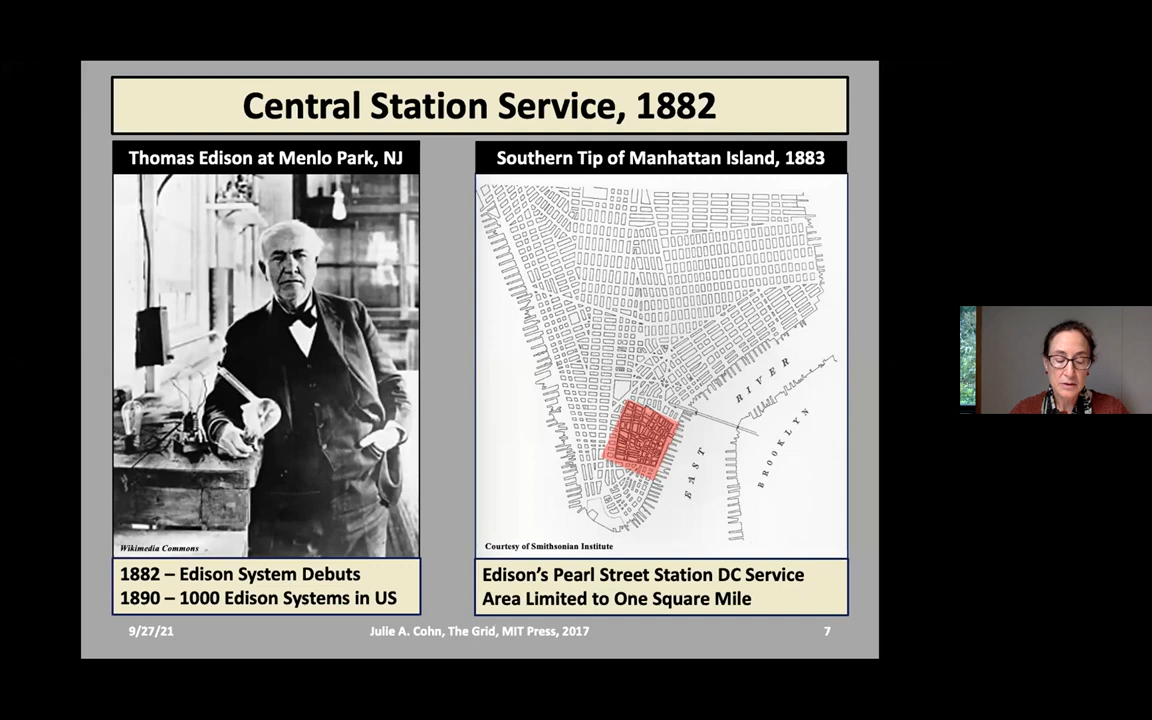 Central Station Service, 1882
Thomas Edison at Menlo Park, NJ
Wikimedia Commons
1882 – Edison System Debuts
1890 – 1000 Edison Systems in US
Southern Tip of Manhattan Island, 1883
EAST RIVER
BROOKLYN
Courtesy of Smithsonian Institute
Edison's Pearl Street Station DC Service
Area Limited to One Square Mile
9/27/21
Julie A. Cohn, The Grid, MIT Press, 2017
7